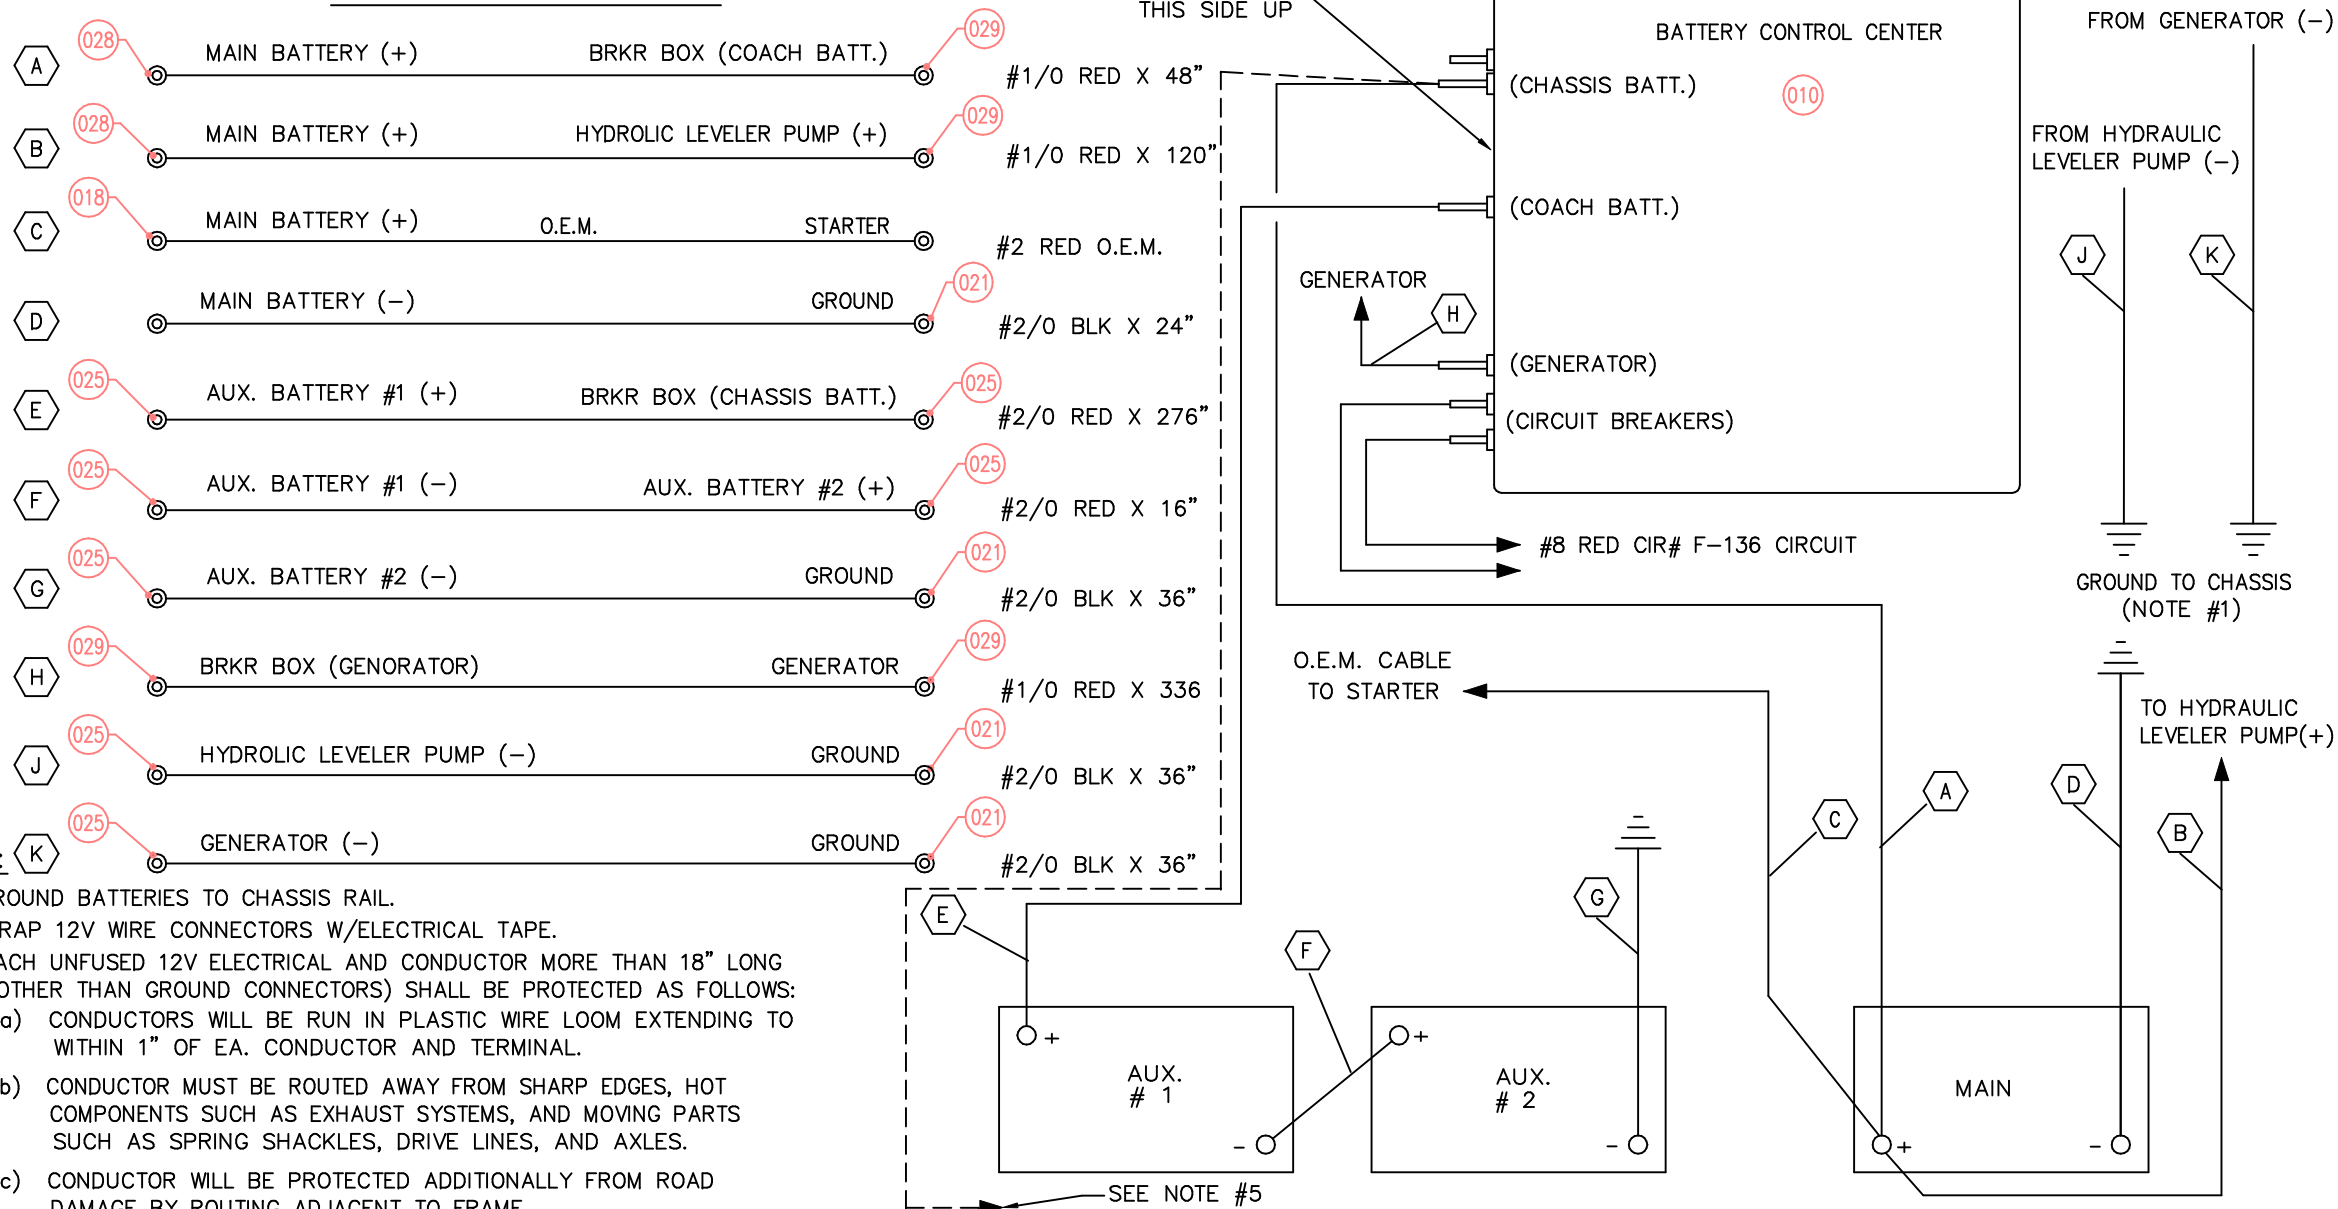 A
028
MAIN BATTERY (+)
BRKR BOX (COACH BATT.)
029
#1/0 RED X 48”
B
028
MAIN BATTERY (+)
HYDROLIC LEVELER PUMP (+)
029
#1/0 RED X 120”
C
018
MAIN BATTERY (+)
O.E.M.
STARTER
#2 RED O.E.M.
D
MAIN BATTERY (−)
GROUND
021
#2/0 BLK X 24”
E
025
AUX. BATTERY #1 (+)
BRKR BOX (CHASSIS BATT.)
025
#2/0 RED X 276”
F
025
AUX. BATTERY #1 (−)
AUX. BATTERY #2 (+)
025
#2/0 RED X 16”
G
025
AUX. BATTERY #2 (−)
GROUND
021
#2/0 BLK X 36”
H
029
BRKR BOX (GENORATOR)
GENERATOR
029
#1/0 RED X 336
J
025
HYDROLIC LEVELER PUMP (−)
GROUND
021
#2/0 BLK X 36”
K
025
GENERATOR (−)
GROUND
021
#2/0 BLK X 36”
ROUND BATTERIES TO CHASSIS RAIL.
RAP 12V WIRE CONNECTORS W/ELECTRICAL TAPE.
ACH UNFUSED 12V ELECTRICAL AND CONDUCTOR MORE THAN 18” LONG
OTHER THAN GROUND CONNECTORS) SHALL BE PROTECTED AS FOLLOWS:
a) CONDUCTORS WILL BE RUN IN PLASTIC WIRE LOOM EXTENDING TO
WITHIN 1” OF EA. CONDUCTOR AND TERMINAL.
b) CONDUCTOR MUST BE ROUTED AWAY FROM SHARP EDGES, HOT
COMPONENTS SUCH AS EXHAUST SYSTEMS, AND MOVING PARTS
SUCH AS SPRING SHACKLES, DRIVE LINES, AND AXLES.
c) CONDUCTOR WILL BE PROTECTED ADDITIONALLY FROM ROAD
DAMAGE BY ROUTING ADJACENT TO FRAME
THIS SIDE UP
BATTERY CONTROL CENTER
010
(CHASSIS BATT.)
(COACH BATT.)
GENERATOR
H
(GENERATOR)
(CIRCUIT BREAKERS)
#8 RED CIR# F−136 CIRCUIT
FROM GENERATOR (−)
FROM HYDRAULIC
LEVELER PUMP (−)
J
K
GROUND TO CHASSIS
(NOTE #1)
O.E.M. CABLE
TO STARTER
TO HYDRAULIC
LEVELER PUMP(+)
C
A
D
B
E
F
G
+
AUX.
# 1
−
+
AUX.
# 2
−
MAIN
+
−
SEE NOTE #5